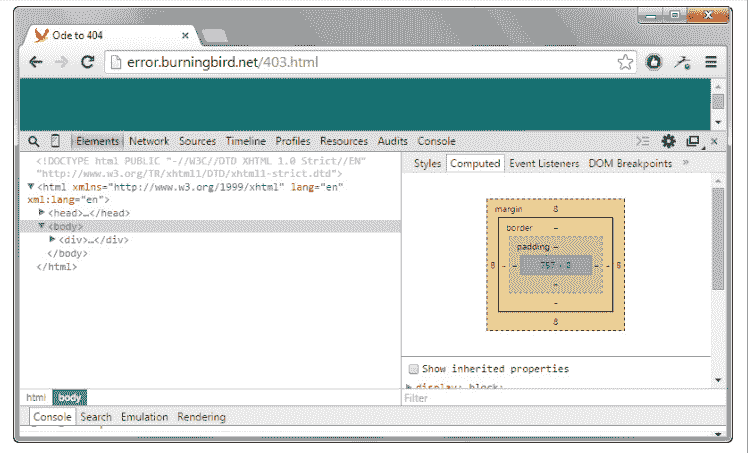 Ode to 404
error.burningbird.net/403.html
Elements Network Sources Timeline Profiles Resources Audits Console
<!DOCTYPE html PUBLIC "-//W3C//DTD XHTML 1.0 Strict//EN"
"http://www.w3.org/TR/xhtml1/DTD/xhtml1-strict.dtd">
<html xmlns="http://www.w3.org/1999/xhtml" lang="en"
xml:lang="en">
<head>…</head>
<body>
<div>…</div>
</body>
</html>
Styles Computed Event Listeners DOM Breakpoints »
margin 8
border -
padding -
8 - - - - 8
-
-
8
Show inherited properties
display: block;
Filter
html body
Console Search Emulation Rendering